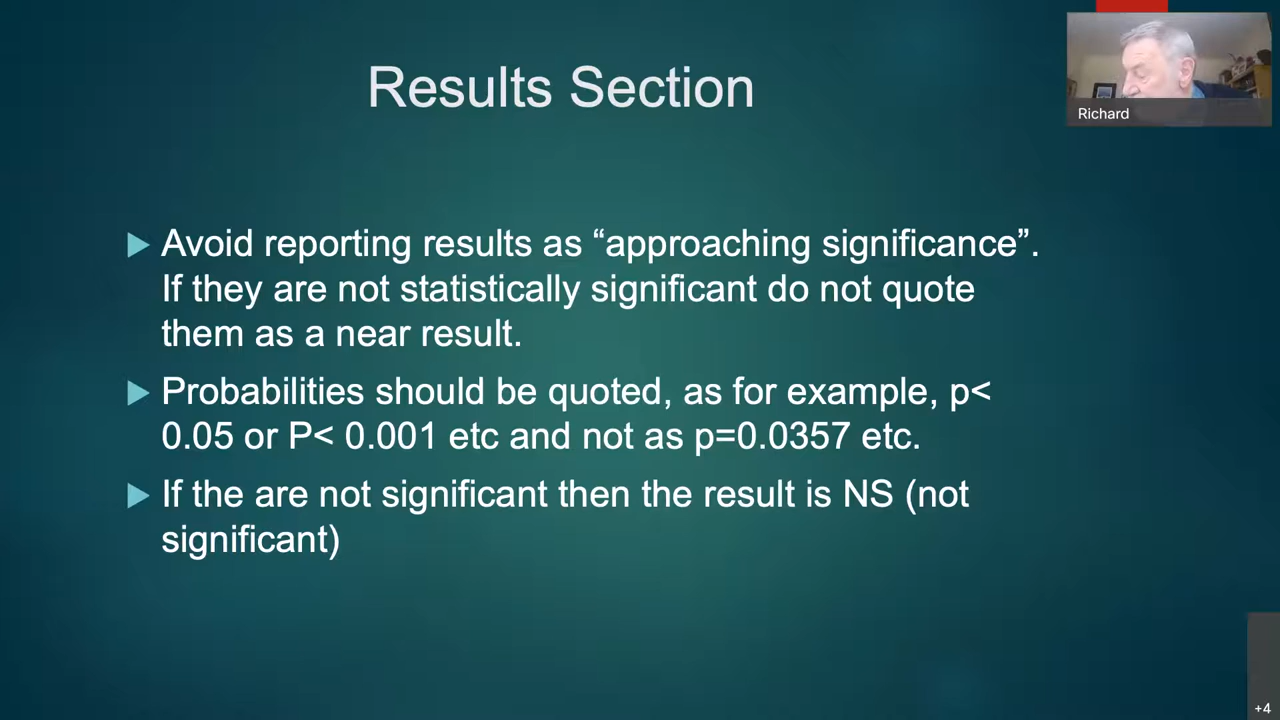 Results Section
Richard
Avoid reporting results as “approaching significance”.
If they are not statistically significant do not quote
them as a near result.
Probabilities should be quoted, as for example, p<
0.05 or P< 0.001 etc and not as p=0.0357 etc.
If the are not significant then the result is NS (not
significant)
+4